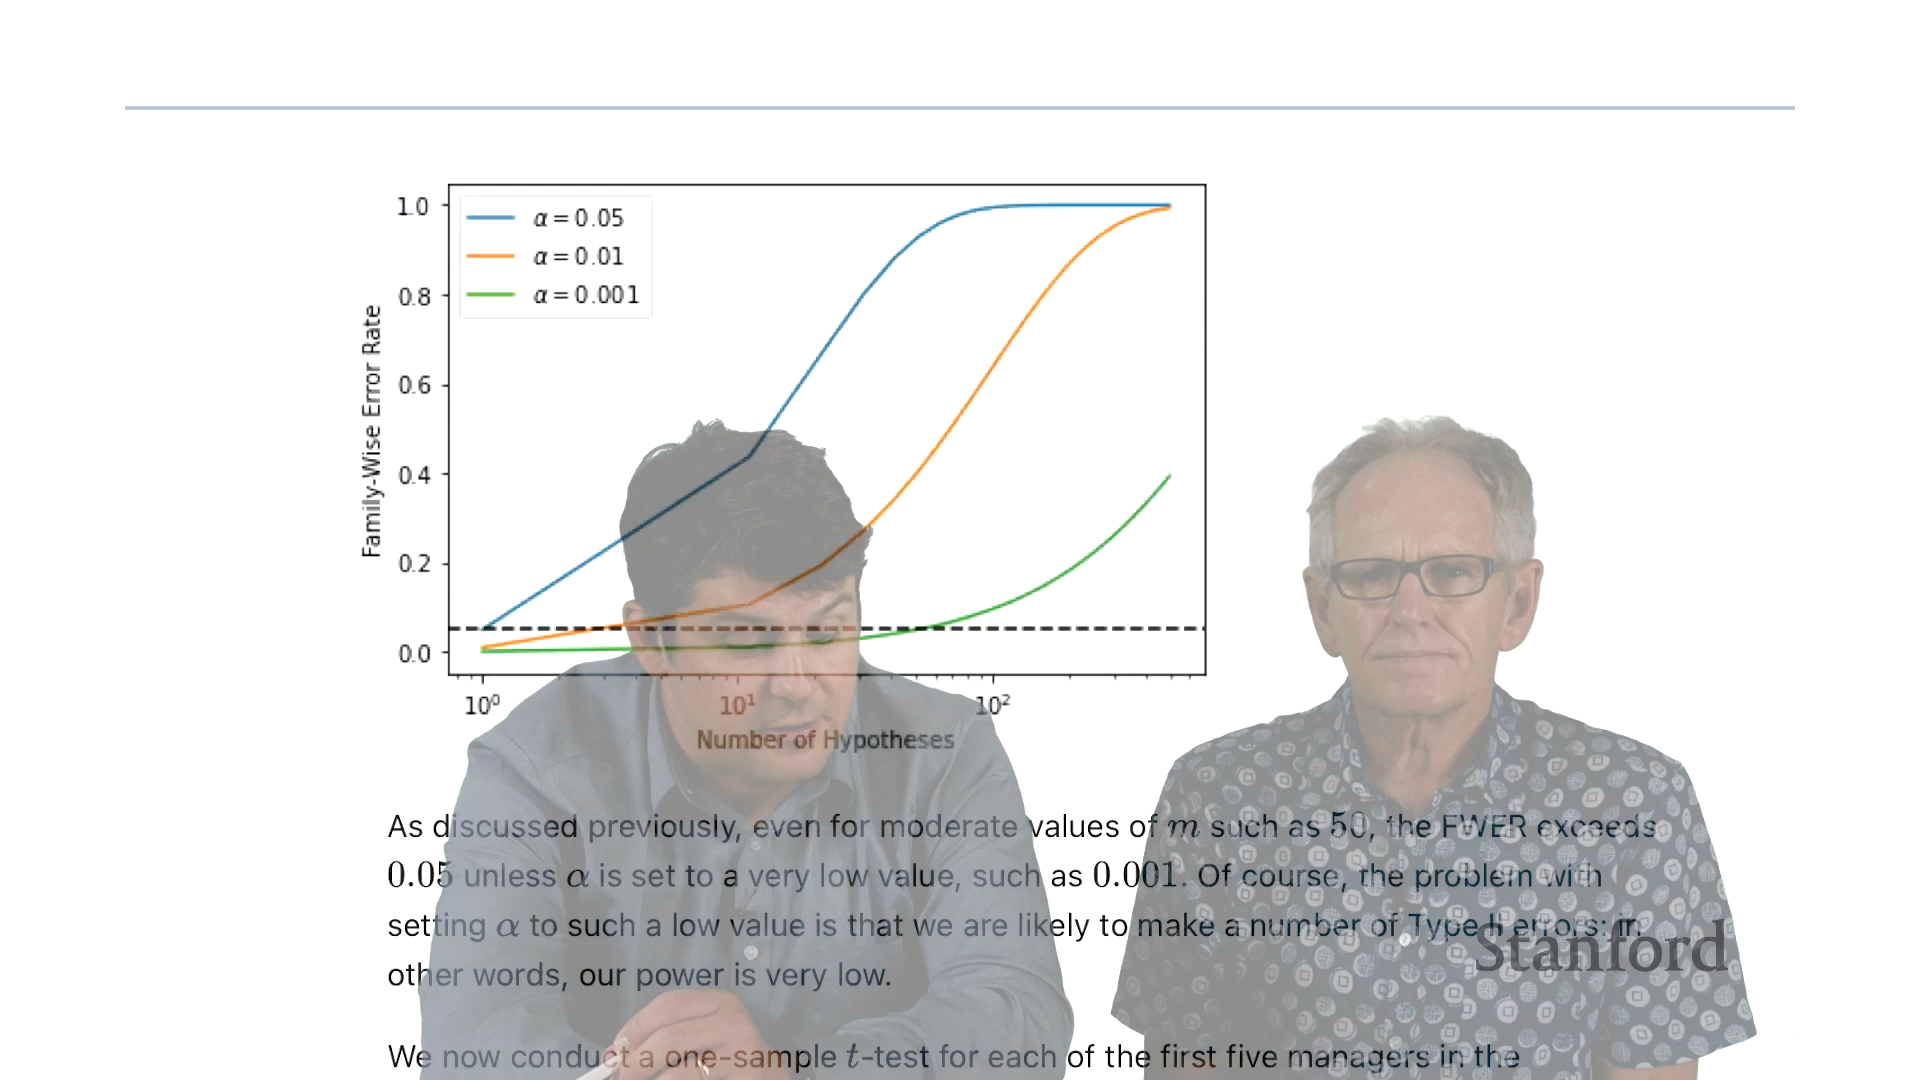 1.0
α = 0.05
α = 0.01
α = 0.001
0.8
0.6
0.4
0.2
0.0
Family-Wise Error Rate
10⁰ 10¹ 10²
Number of Hypotheses
As discussed previously, even for moderate values of m such as 50, the FWER exceeds
0.05 unless α is set to a very low value, such as 0.001. Of course, the problem with
setting α to such a low value is that we are likely to make a number of Type II errors: in
other words, our power is very low.
Stanford
We now conduct a one-sample t-test for each of the first five managers in the